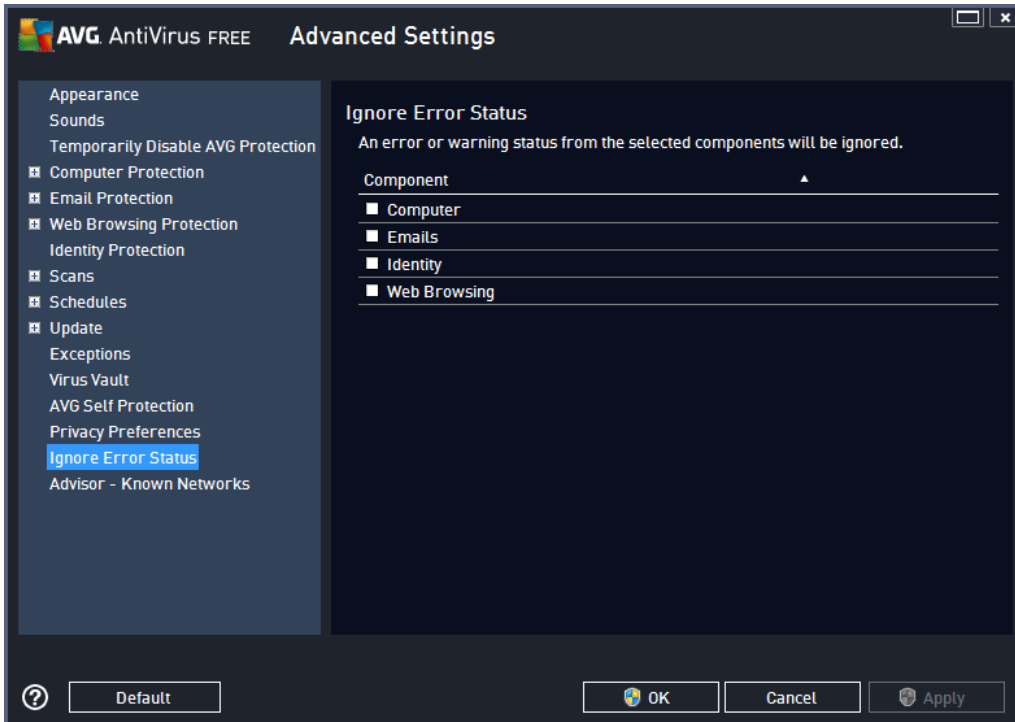 AVG. AntiVirus FREE Advanced Settings
Appearance
Sounds
Temporarily Disable AVG Protection
Computer Protection
Email Protection
Web Browsing Protection
Identity Protection
Scans
Schedules
Update
Exceptions
Virus Vault
AVG Self Protection
Privacy Preferences
Ignore Error Status
Advisor - Known Networks
Ignore Error Status
An error or warning status from the selected components will be ignored.
Component
Computer
Emails
Identity
Web Browsing
? Default OK Cancel Apply